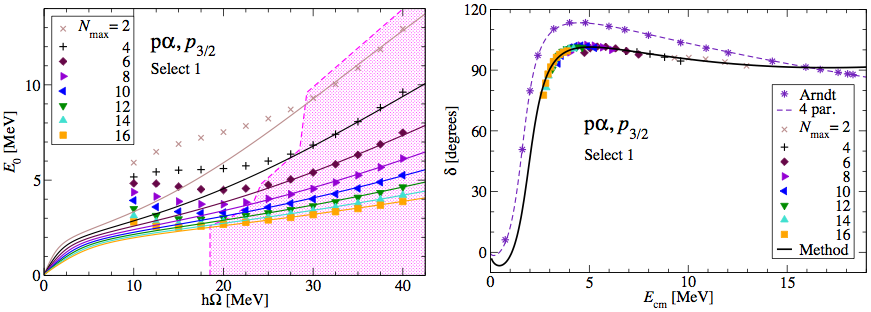 E₀ [MeV]
10
5
0
0
5
10
15
20
25
30
35
40
hΩ [MeV]
Nmax= 2
4
6
8
10
12
14
16
pα, p3/2
Select 1
δ [degrees]
120
90
60
30
0
0
5
10
15
Ecm [MeV]
pα, p3/2
Select 1
Arndt
4 par.
Nmax= 2
4
6
8
10
12
14
16
Method